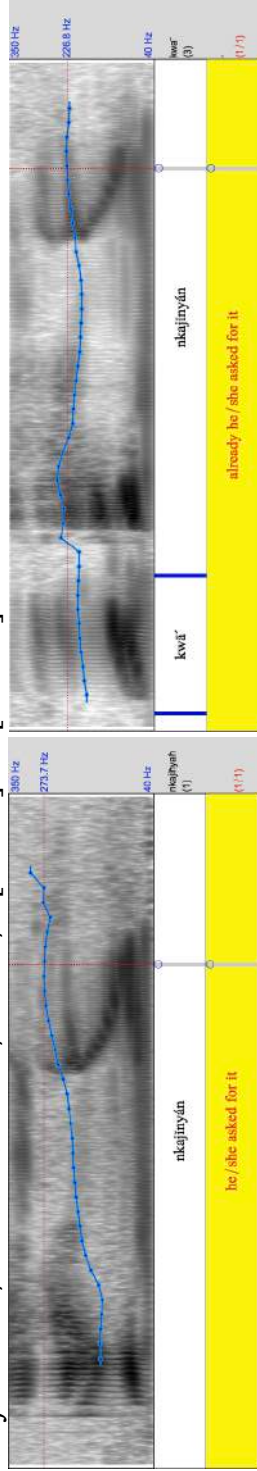 350 Hz
273.7 Hz
40 Hz
nkajinyán
nkajinyah
(1)
he/she asked for it
(1/1)
350 Hz
226.8 Hz
40 Hz
kwā´
nkajinyán
(3)
already he/she asked for it
(1/1)